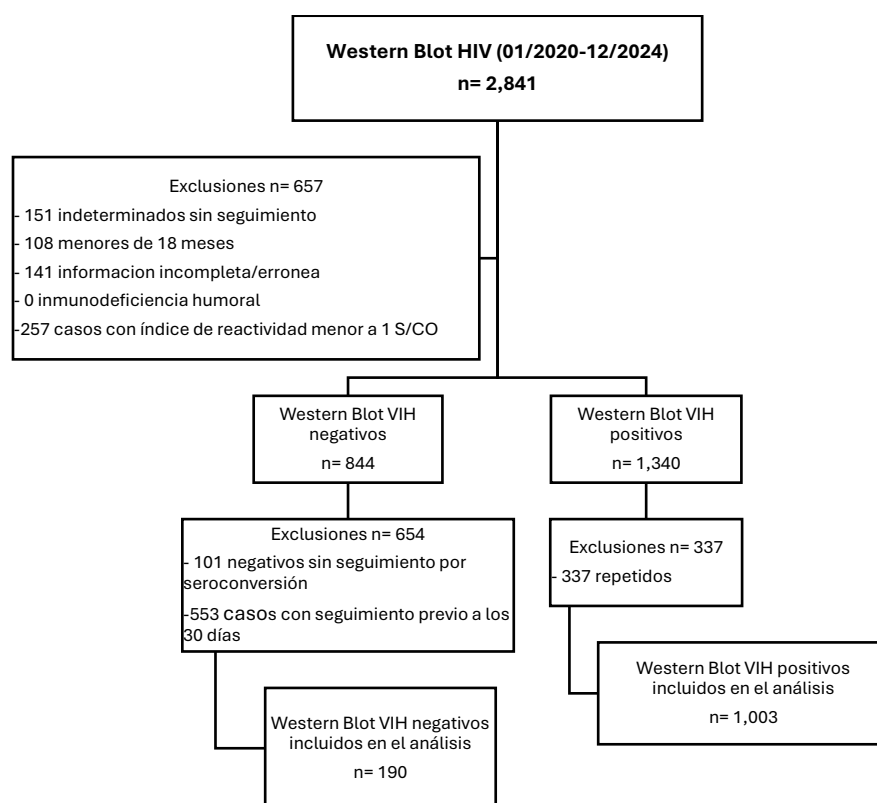 Western Blot HIV (01/2020-12/2024)
n= 2,841
Exclusiones n= 657
- 151 indeterminados sin seguimiento
- 108 menores de 18 meses
- 141 informacion incompleta/erronea
- 0 inmunodeficiencia humoral
-257 casos con índice de reactividad menor a 1 S/CO
Western Blot VIH
negativos
n= 844
Western Blot VIH
positivos
n= 1,340
Exclusiones n= 654
- 101 negativos sin seguimiento por
seroconversión
-553 casos con seguimiento previo a los
30 días
Exclusiones n= 337
- 337 repetidos
Western Blot VIH negativos
incluidos en el análisis
n= 190
Western Blot VIH positivos
incluidos en el análisis
n= 1,003